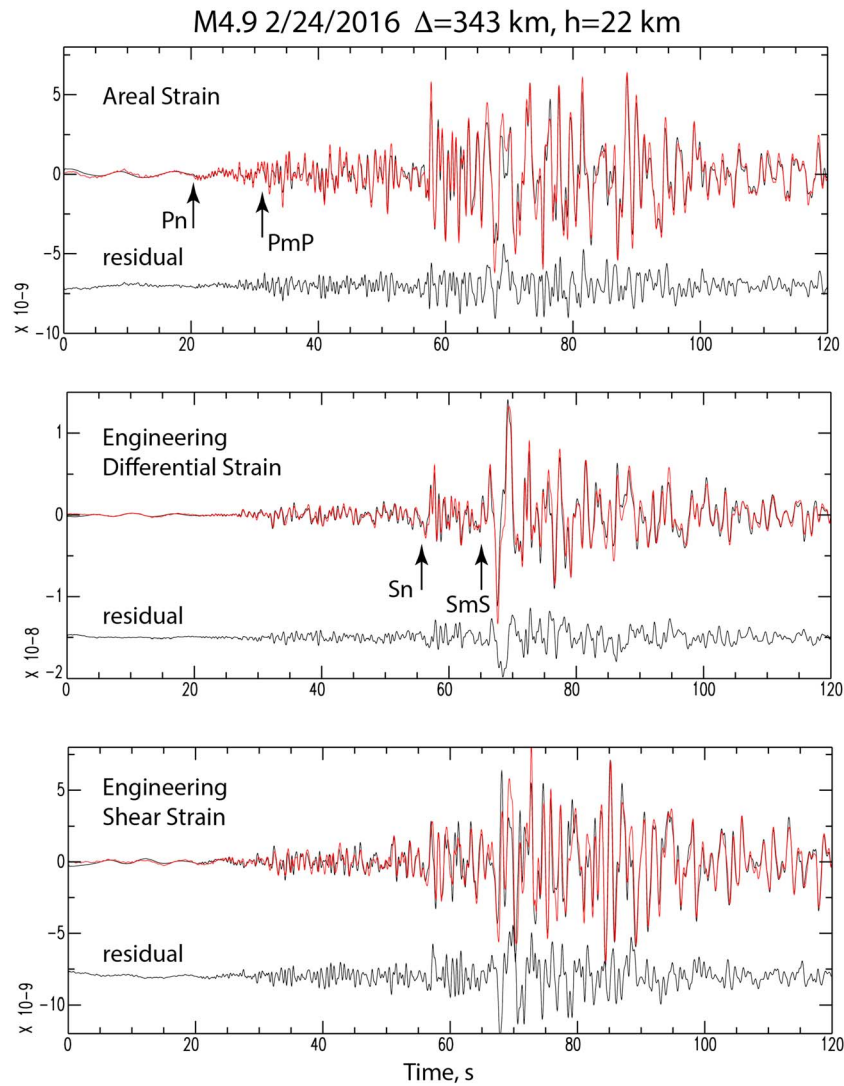 M4.9 2/24/2016 Δ=343 km, h=22 km
5
Areal Strain
0
Pn
PmP
residual
-5
-10
X 10-9
0 20 40 60 80 100 120
1
Engineering
Differential Strain
0
Sn
SmS
-1
residual
-2
X 10-8
0 20 40 60 80 100 120
5
Engineering
Shear Strain
0
-5
residual
-10
X 10-9
0 20 40 60 80 100 120
Time, s